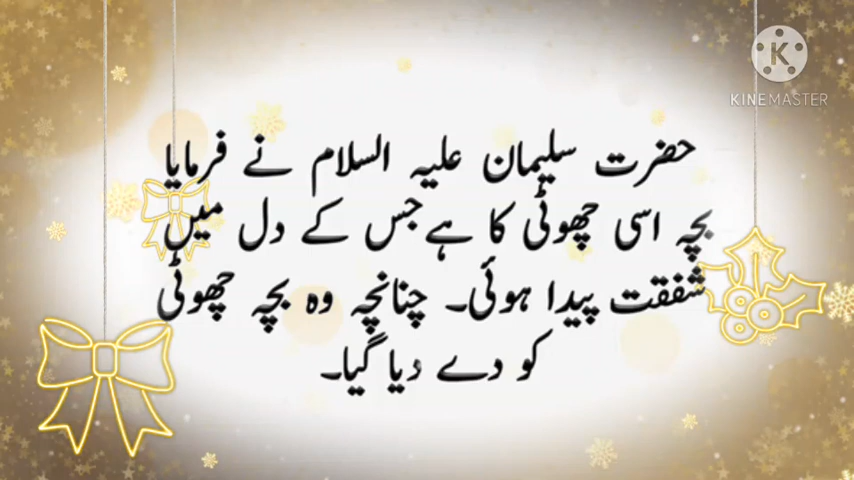 KINEMASTER
حضرت سلیمان علیہ السلام نے فرمایا
بچہ اسی چھوٹی کا ہے جس کے دل میں
شفقت پیدا ہوئی۔ چنانچہ وہ بچہ چھوٹی
کو دے دیا گیا۔